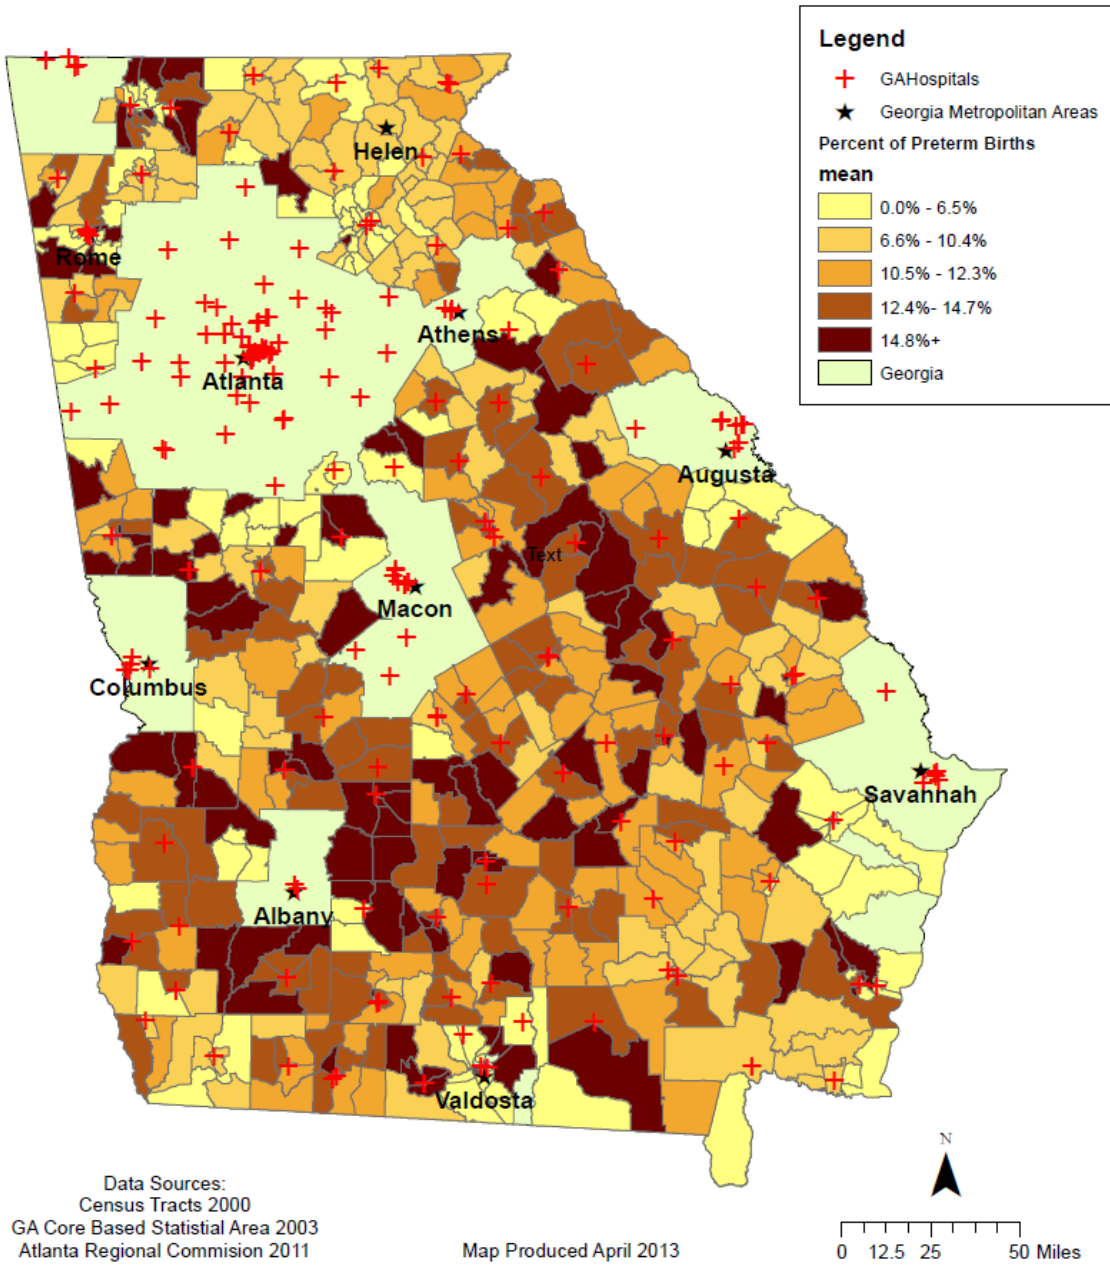 Legend
GAHospitals
Georgia Metropolitan Areas
Percent of Preterm Births
mean
0.0% - 6.5%
6.6% - 10.4%
10.5% - 12.3%
12.4%- 14.7%
14.8%+
Georgia
Helen
Rome
Athens
Atlanta
Augusta
Text
Macon
Columbus
Savannah
Albany
Valdosta
Data Sources:
Census Tracts 2000
GA Core Based Statistial Area 2003
Atlanta Regional Commision 2011
Map Produced April 2013
N
0 12.5 25 50 Miles